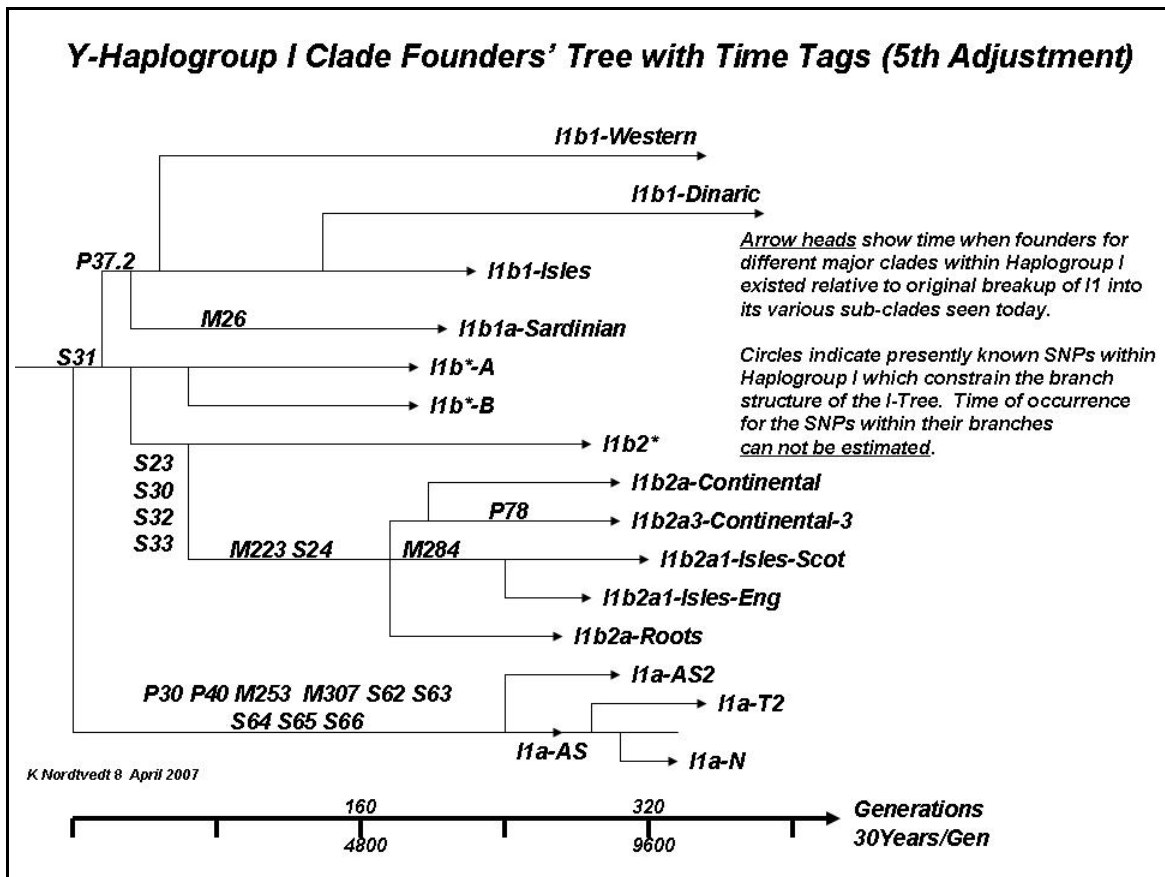 Y-Haplogroup I Clade Founders' Tree with Time Tags (5th Adjustment)
I1b1-Western
I1b1-Dinaric
Arrow heads show time when founders for
different major clades within Haplogroup I
existed relative to original breakup of I1 into
its various sub-clades seen today.
P37.2
I1b1-Isles
M26
I1b1a-Sardinian
S31
I1b*-A
Circles indicate presently known SNPs within
Haplogroup I which constrain the branch
structure of the I-Tree. Time of occurrence
for the SNPs within their branches
can not be estimated.
I1b*-B
I1b2*
S23
S30
S32
S33
I1b2a-Continental
P78
I1b2a3-Continental-3
M223 S24
M284
I1b2a1-Isles-Scot
I1b2a1-Isles-Eng
I1b2a-Roots
I1a-AS2
P30 P40 M253 M307 S62 S63
S64 S65 S66
I1a-T2
I1a-AS
I1a-N
K Nordtvedt 8 April 2007
160
320
Generations
4800
9600
30Years/Gen